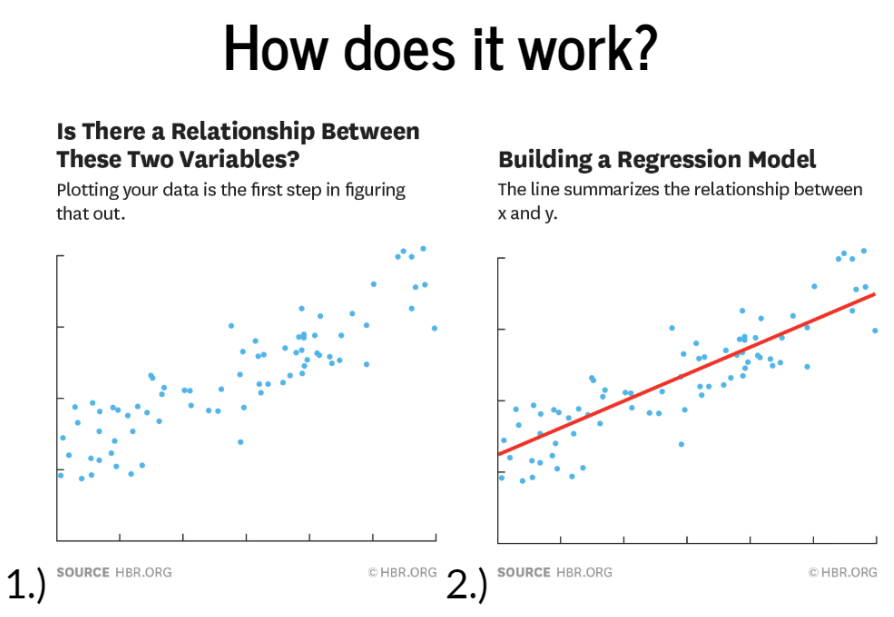 How does it work?
Is There a Relationship Between
These Two Variables?
Plotting your data is the first step in figuring
that out.
Building a Regression Model
The line summarizes the relationship between
x and y.
1.)
SOURCE HBR.ORG
© HBR.ORG
2.)
SOURCE HBR.ORG
© HBR.ORG